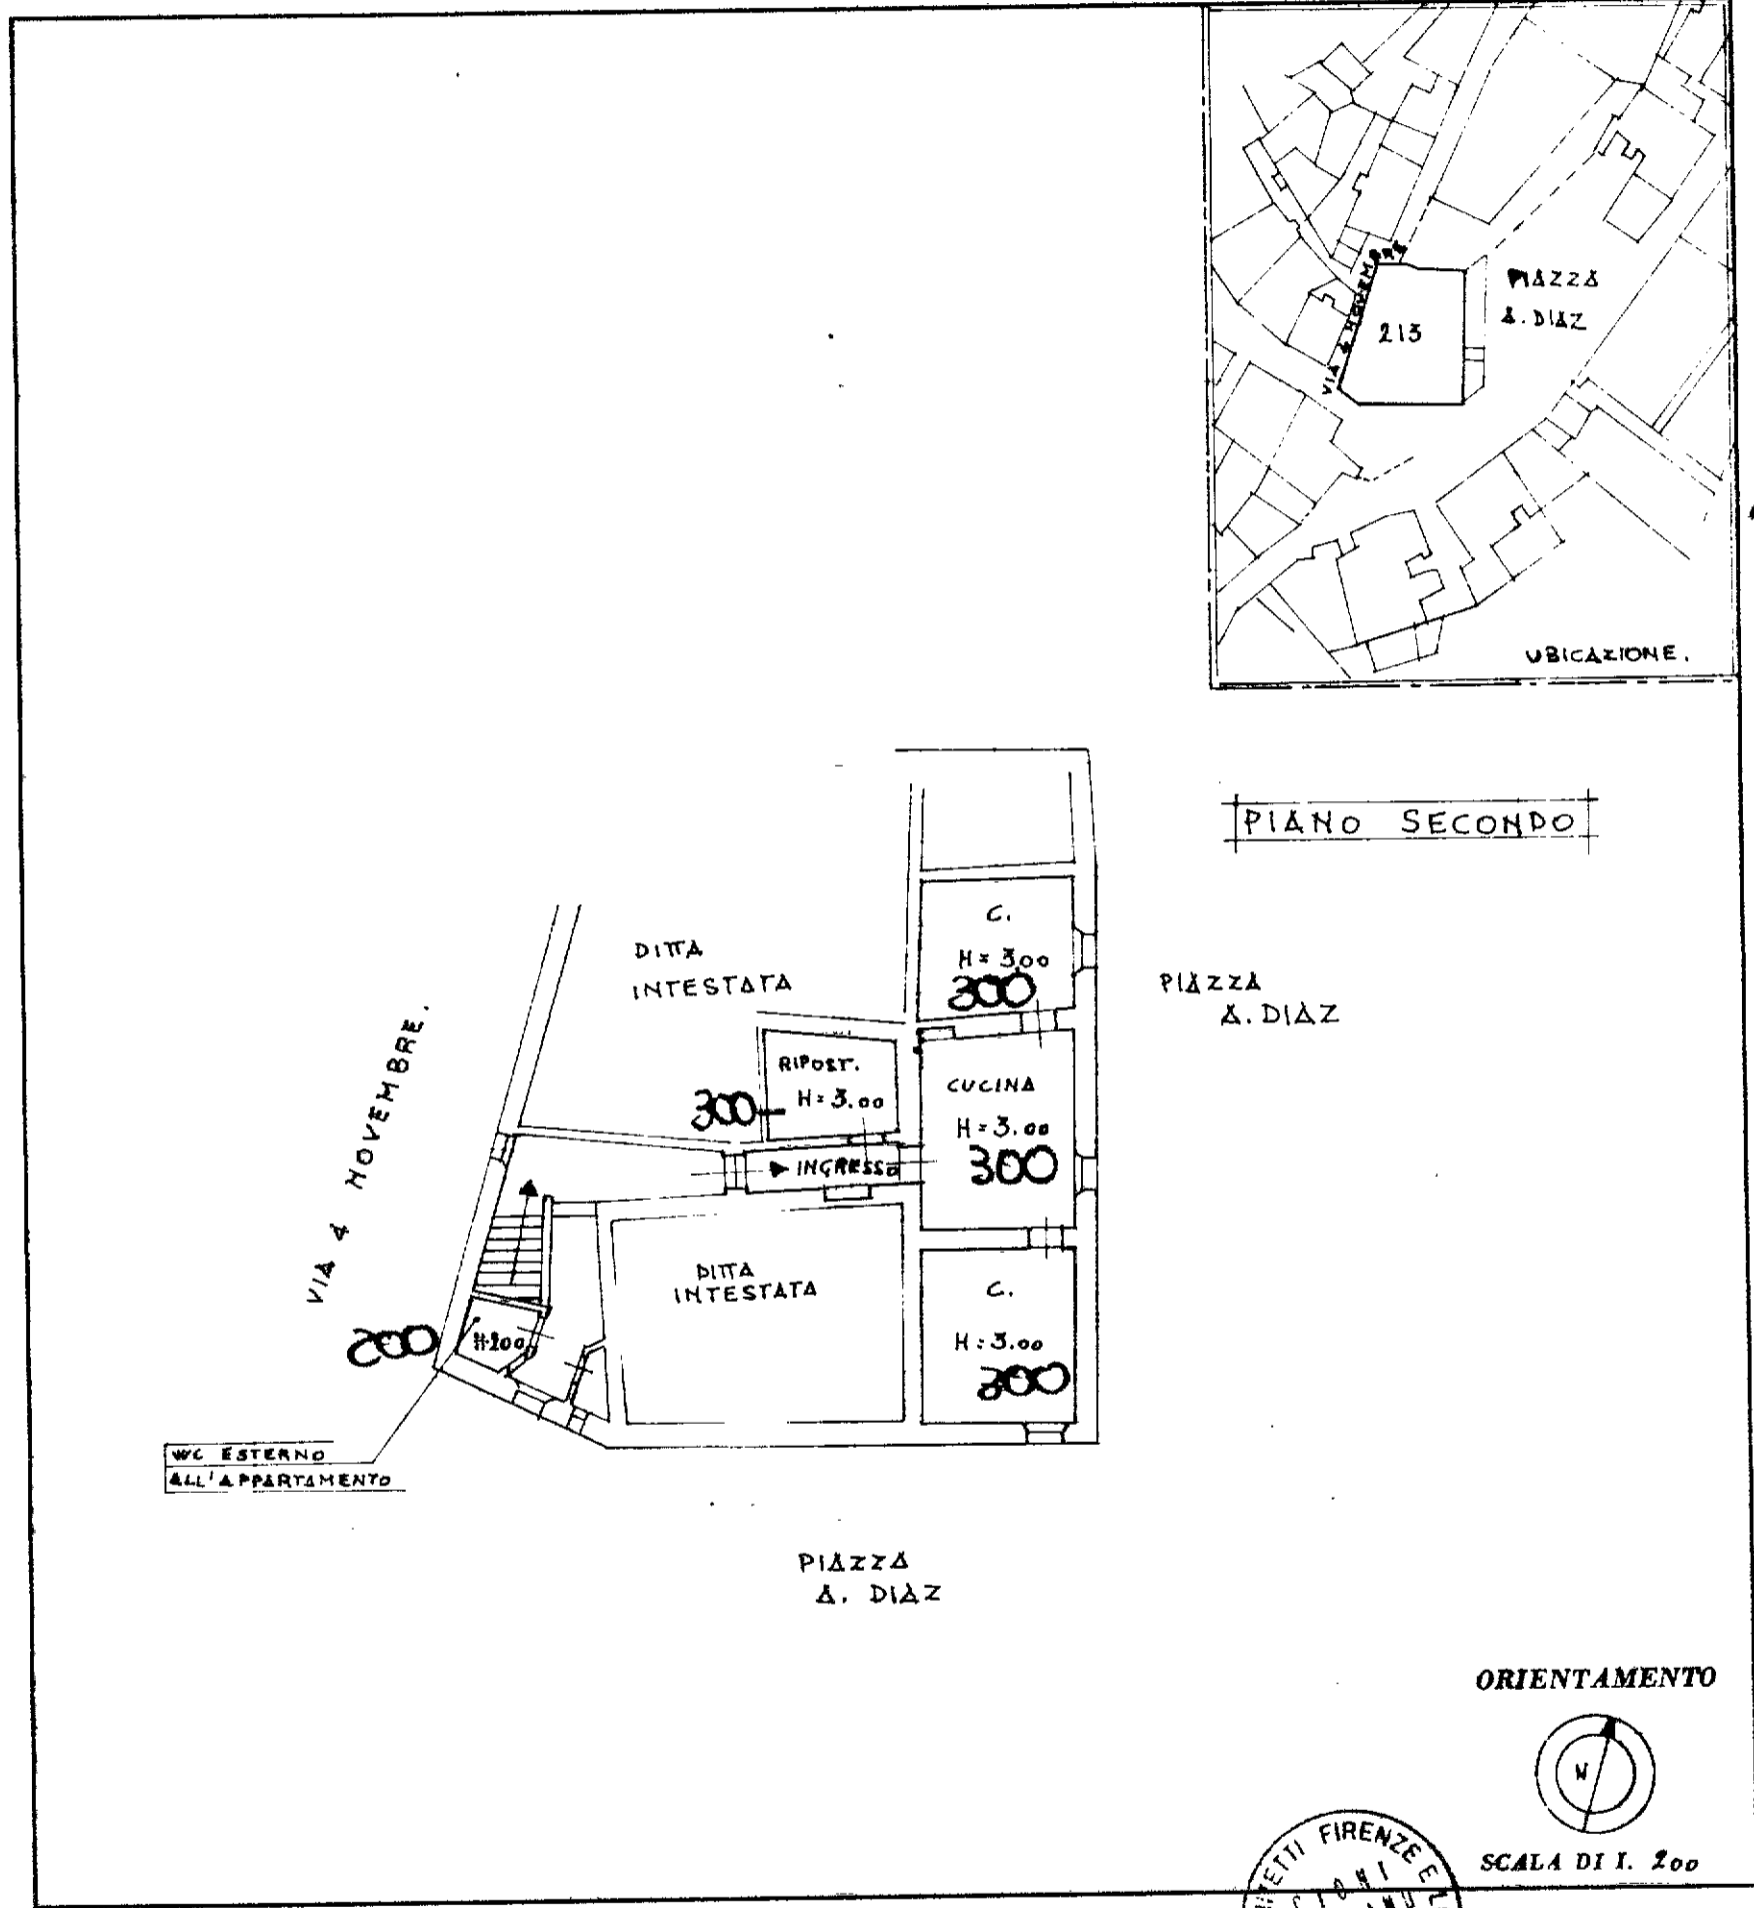 VIA 4 NOVEMBRE
PIAZZA
A. DIAZ
213
UBICAZIONE.
PIANO SECONDO
C.
H = 3,00
300
DITTA
INTESTATA
PIAZZA
A. DIAZ
VIA 4 NOVEMBRE.
RIPOST.
H = 3.00
300
CUCINA
H = 3.00
300
INGRESSO
DITTA
INTESTATA
C.
H = 3.00
300
200
H=200
WC ESTERNO
ALL'APPARTAMENTO
PIAZZA
A. DIAZ
ORIENTAMENTO
N
SCALA DI 1. 200
FIRENZE E